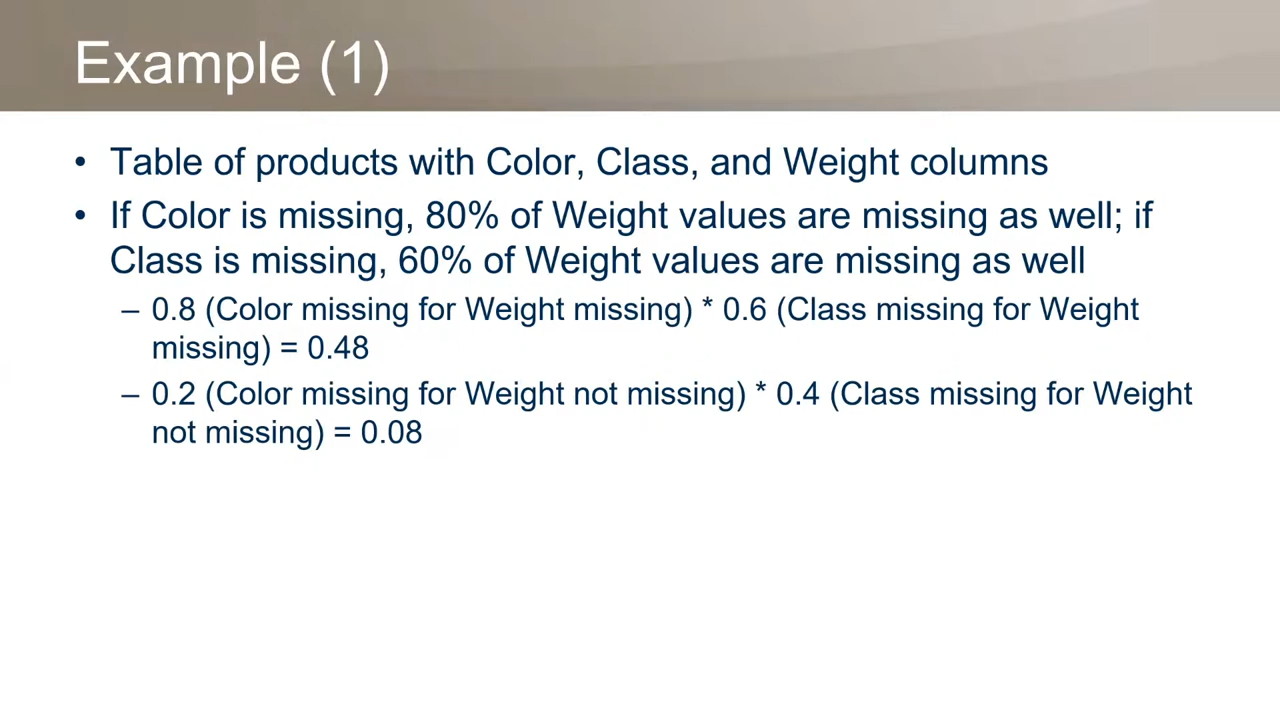 Example (1)
• Table of products with Color, Class, and Weight columns
• If Color is missing, 80% of Weight values are missing as well; if
Class is missing, 60% of Weight values are missing as well
– 0.8 (Color missing for Weight missing) * 0.6 (Class missing for Weight
missing) = 0.48
– 0.2 (Color missing for Weight not missing) * 0.4 (Class missing for Weight
not missing) = 0.08